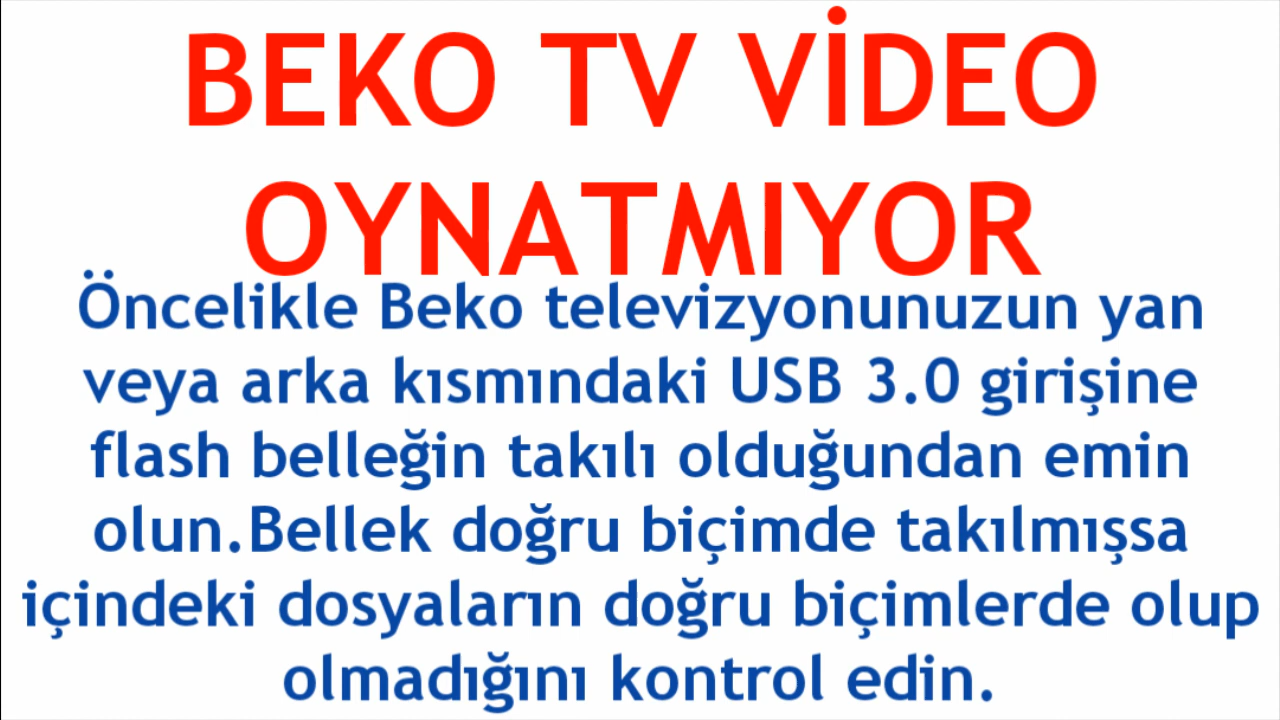 BEKO TV VİDEO
OYNATMIYOR
Öncelikle Beko televizyonunuzun yan
veya arka kısmındaki USB 3.0 girişine
flash belleğin takılı olduğundan emin
olun.Bellek doğru biçimde takılmışsa
içindeki dosyaların doğru biçimlerde olup
olmadığını kontrol edin.